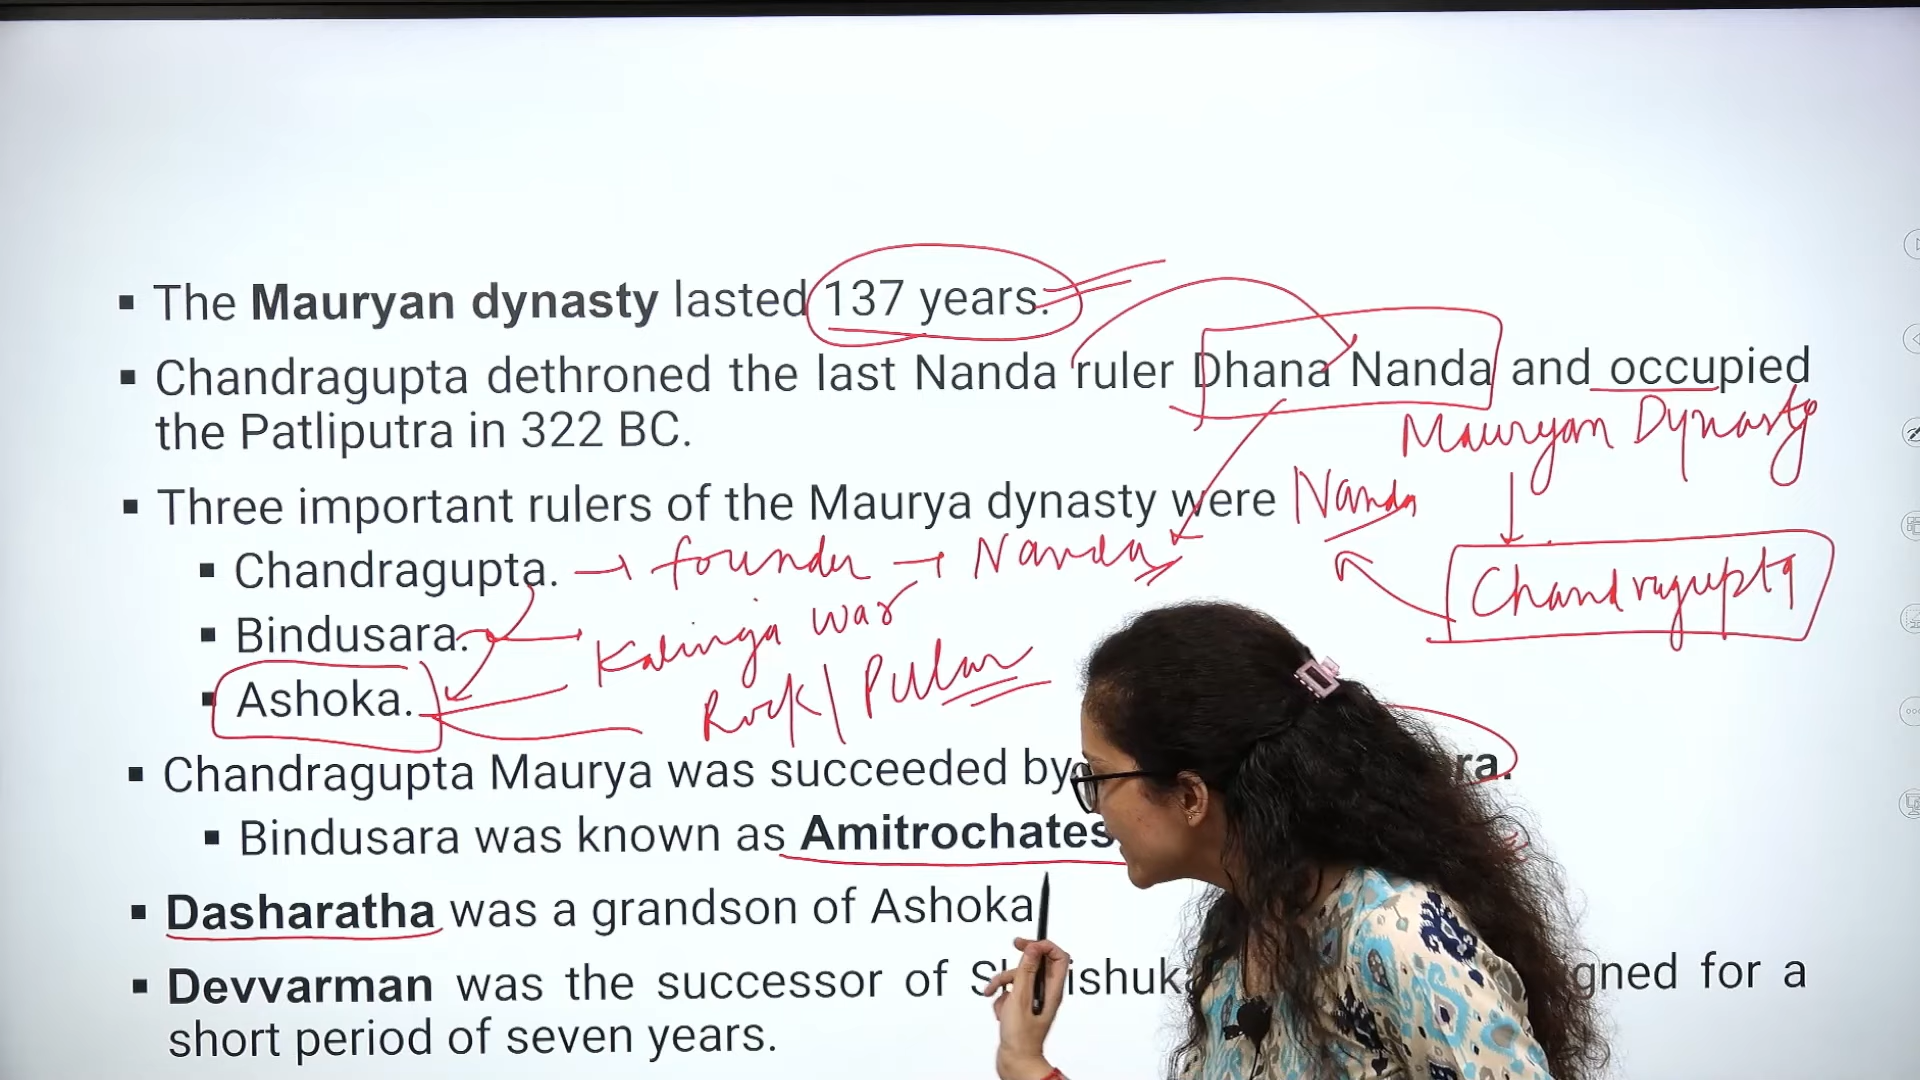 ▪ The Mauryan dynasty lasted 137 years.
▪ Chandragupta dethroned the last Nanda ruler Dhana Nanda and occupied
the Patliputra in 322 BC.
Mauryan Dynasty
▪ Three important rulers of the Maurya dynasty were Nanda
▪ Chandragupta. → founder → Nanda
Chandragupta
▪ Bindusara. Kalinga war
▪ Ashoka. Rock/
▪ Chandragupta Maurya was succeeded by ra.
▪ Bindusara was known as Amitrochates
▪ Dasharatha was a grandson of Ashoka
▪ Devvarman was the successor of gned for a
short period of seven years.